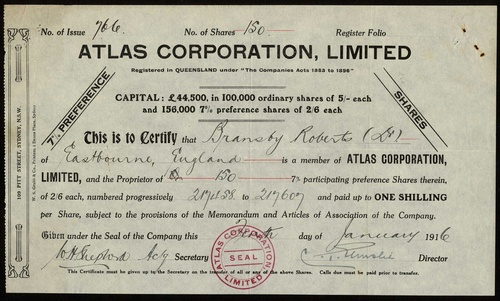 No. of Issue 766 No. of Shares 150 Register Folio
ATLAS CORPORATION, LIMITED
Registered in QUEENSLAND under "The Companies Acts 1863 to 1896"
CAPITAL: £44,500, in 100,000 ordinary shares of 5/- each
and 156,000 7% preference shares of 2/6 each
7% PREFERENCE
SHARES
This is to Certify that Bransby Roberts (Dr)
of Eastbourne, England is a member of ATLAS CORPORATION,
LIMITED, and the Proprietor of 150 7% participating preference Shares therein,
of 2/6 each, numbered progressively 217458 to 217607 and paid up to ONE SHILLING
per Share, subject to the provisions of the Memorandum and Articles of Association of the Company.
Given under the Seal of the Company this Tenth day of January 1916
Acty Secretary Director
ATLAS CORPORATION LIMITED
SEAL
This Certificate must be given up to the Secretary on transfer of all or any of the above Shares. Calls due must be paid prior to transfer.
160 PITT STREET, SYDNEY, N.S.W.